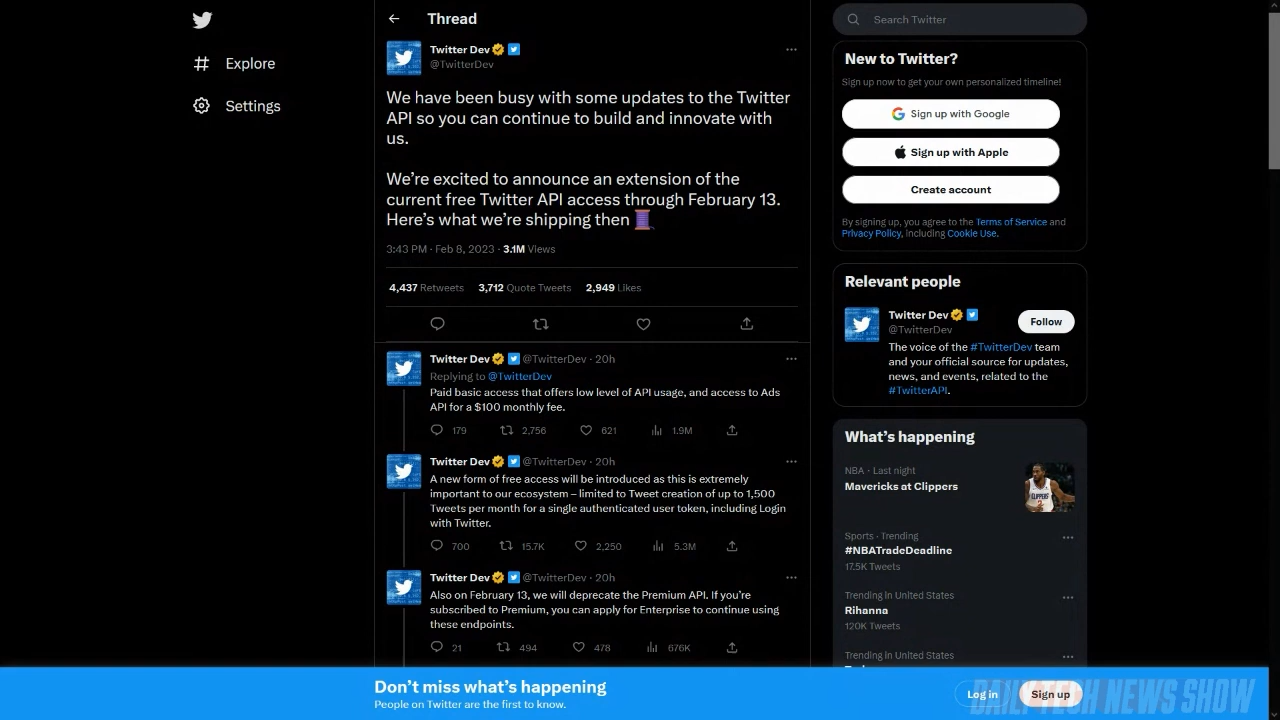 Explore
Settings
Thread
Twitter Dev
@TwitterDev
We have been busy with some updates to the Twitter
API so you can continue to build and innovate with
us.
We’re excited to announce an extension of the
current free Twitter API access through February 13.
Here’s what we’re shipping then
3:43 PM · Feb 8, 2023 · 3.1M Views
4,437 Retweets 3,712 Quote Tweets 2,949 Likes
Twitter Dev @TwitterDev · 20h
Replying to @TwitterDev
Paid basic access that offers low level of API usage, and access to Ads
API for a $100 monthly fee.
179 2,756 621 1.9M
Twitter Dev @TwitterDev · 20h
A new form of free access will be introduced as this is extremely
important to our ecosystem – limited to Tweet creation of up to 1,500
Tweets per month for a single authenticated user token, including Login
with Twitter.
700 15.7K 2,250 5.3M
Twitter Dev @TwitterDev · 20h
Also on February 13, we will deprecate the Premium API. If you’re
subscribed to Premium, you can apply for Enterprise to continue using
these endpoints.
21 494 478 676K
Search Twitter
New to Twitter?
Sign up now to get your own personalized timeline!
Sign up with Google
Sign up with Apple
Create account
By signing up, you agree to the Terms of Service and
Privacy Policy, including Cookie Use.
Relevant people
Twitter Dev
@TwitterDev
Follow
The voice of the #TwitterDev team
and your official source for updates,
news, and events, related to the
#TwitterAPI.
What’s happening
NBA · Last night
Mavericks at Clippers
Sports · Trending
#NBATradeDeadline
17.5K Tweets
Trending in United States
Rihanna
120K Tweets
Trending in United States
Don’t miss what’s happening
People on Twitter are the first to know.
Log in
Sign up
DAILY TECH NEWS SHOW